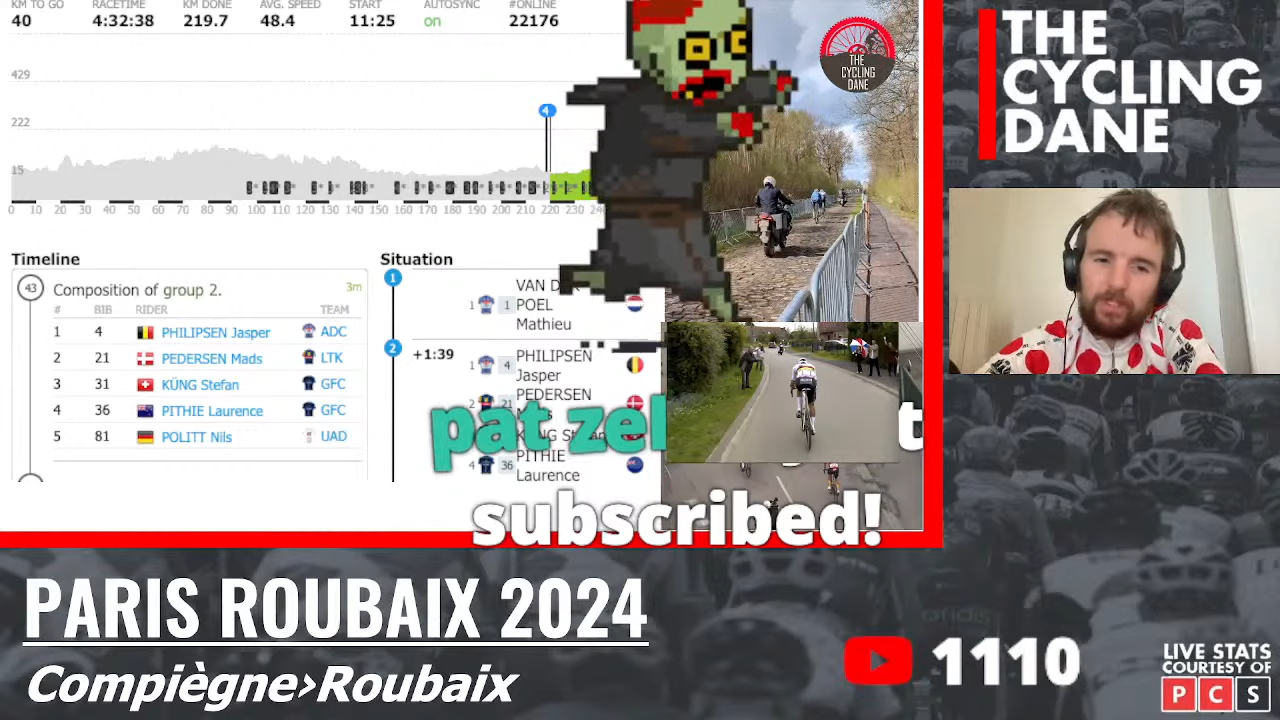 KM TO GO RACETIME KM DONE AVG. SPEED START AUTOSYNC #ONLINE
40 4:32:38 219.7 48.4 11:25 on 22176
429
222
15
4
0 10 20 30 40 50 60 70 80 90 100 110 120 130 140 150 160 170 180 190 200 210 220 230
THE CYCLING DANE
THE
CYCLING
DANE
Timeline
43 Composition of group 2. 3m
# BIB RIDER TEAM
1 4 PHILIPSEN Jasper ADC
2 21 PEDERSEN Mads LTK
3 31 KÜNG Stefan GFC
4 36 PITHIE Laurence GFC
5 81 POLITT Nils UAD
Situation
1
1 1 VAN
POEL
Mathieu
2 +1:39
1 4 PHILIPSEN
Jasper
2 21 PEDERSEN
4 36 PITHIE
Laurence
pat zel t
subscribed!
PARIS ROUBAIX 2024
Compiègne›Roubaix
1110
LIVE STATS
COURTESY OF
PCS